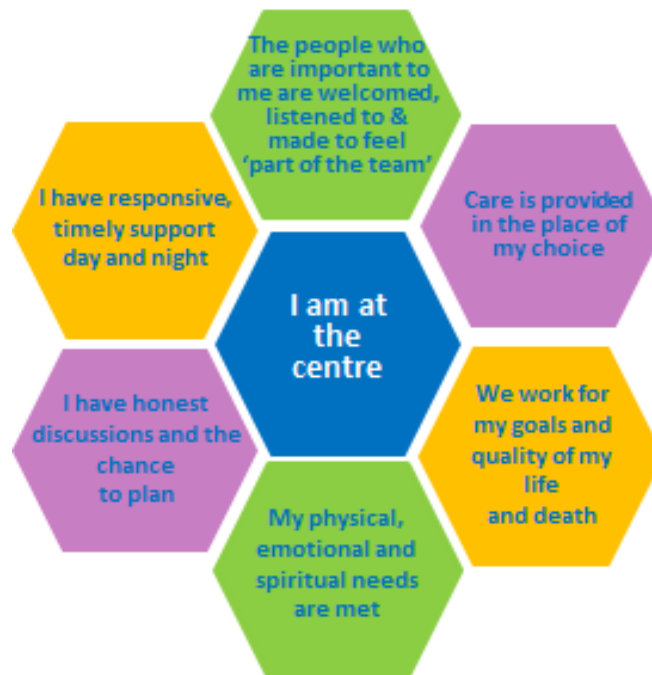 The people who
are important to
me are welcomed,
listened to &
made to feel
‘part of the team’
I have responsive,
timely support
day and night
Care is provided
in the place of
my choice
I am at
the
centre
I have honest
discussions and the
chance
to plan
We work for
my goals and
quality of my
life
and death
My physical,
emotional and
spiritual needs
are met